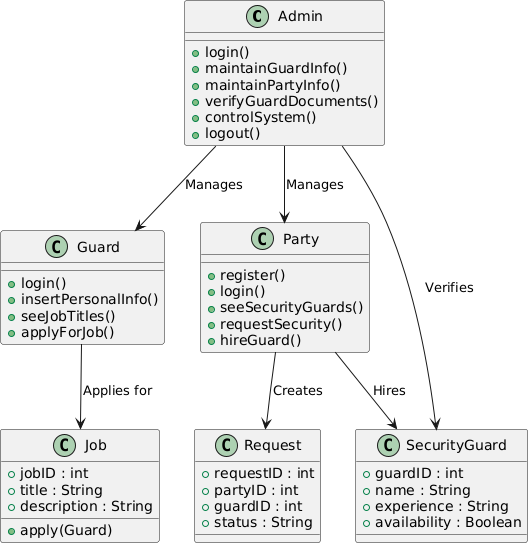 C Admin
login()
maintainGuardInfo()
maintainPartyInfo()
verifyGuardDocuments()
controlSystem()
logout()
Manages
Manages
C Guard
login()
insertPersonalInfo()
seeJobTitles()
applyForJob()
C Party
register()
login()
seeSecurityGuards()
requestSecurity()
hireGuard()
Verifies
Applies for
Creates
Hires
C Job
jobID : int
title : String
description : String
apply(Guard)
C Request
requestID : int
partyID : int
guardID : int
status : String
C SecurityGuard
guardID : int
name : String
experience : String
availability : Boolean